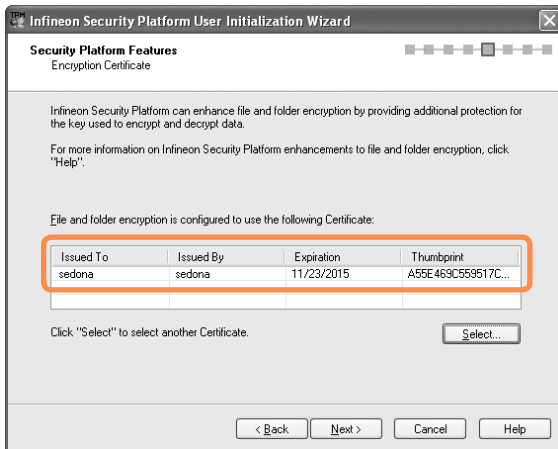 TPM
Infineon Security Platform User Initialization Wizard
Security Platform Features
Encryption Certificate
Infineon Security Platform can enhance file and folder encryption by providing additional protection for
the key used to encrypt and decrypt data.
For more information on Infineon Security Platform enhancements to file and folder encryption, click
"Help".
File and folder encryption is configured to use the following Certificate:
Issued To Issued By Expiration Thumbprint
sedona sedona 11/23/2015 A55E469C559517C...
Click "Select" to select another Certificate.
Select...
< Back Next > Cancel Help